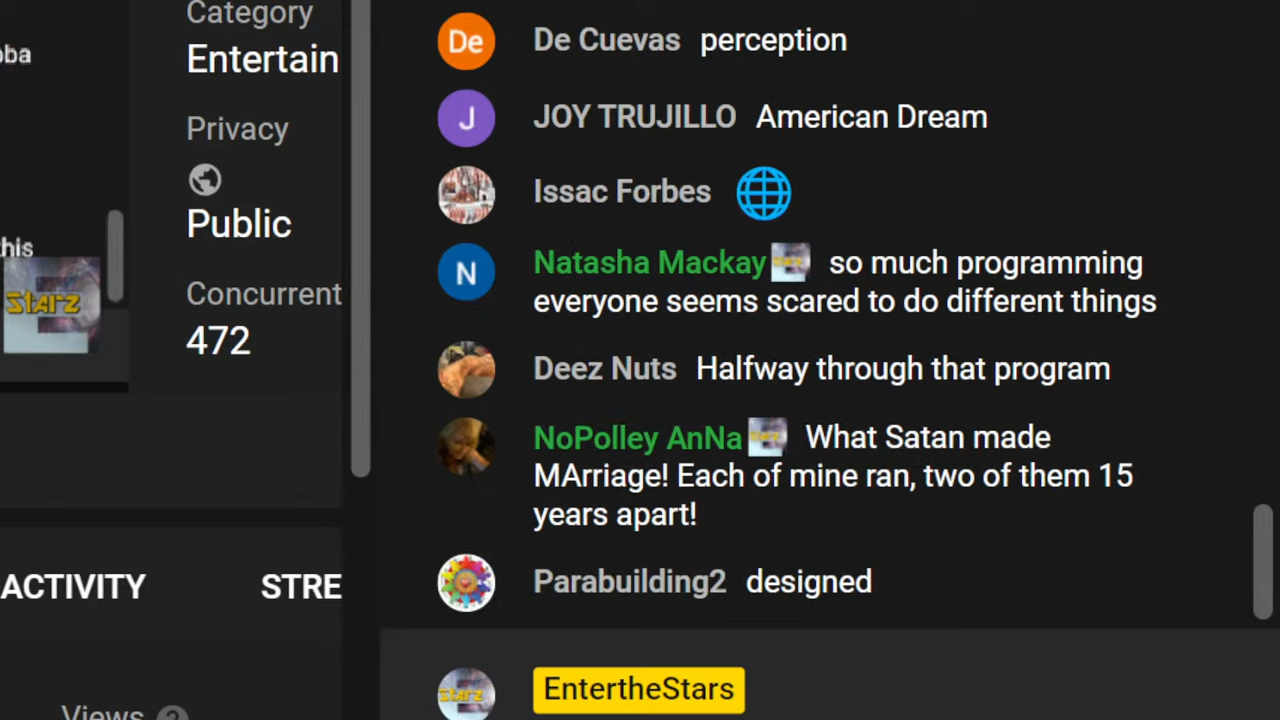 Category
Entertain
Privacy
Public
Concurrent
472
ACTIVITY STRE
Views ?
bba
his
Starz
De De Cuevas perception
J JOY TRUJILLO American Dream
Issac Forbes 🌐
N Natasha Mackay so much programming
everyone seems scared to do different things
Deez Nuts Halfway through that program
NoPolley AnNa What Satan made
MArriage! Each of mine ran, two of them 15
years apart!
Parabuilding2 designed
Starz EntertheStars